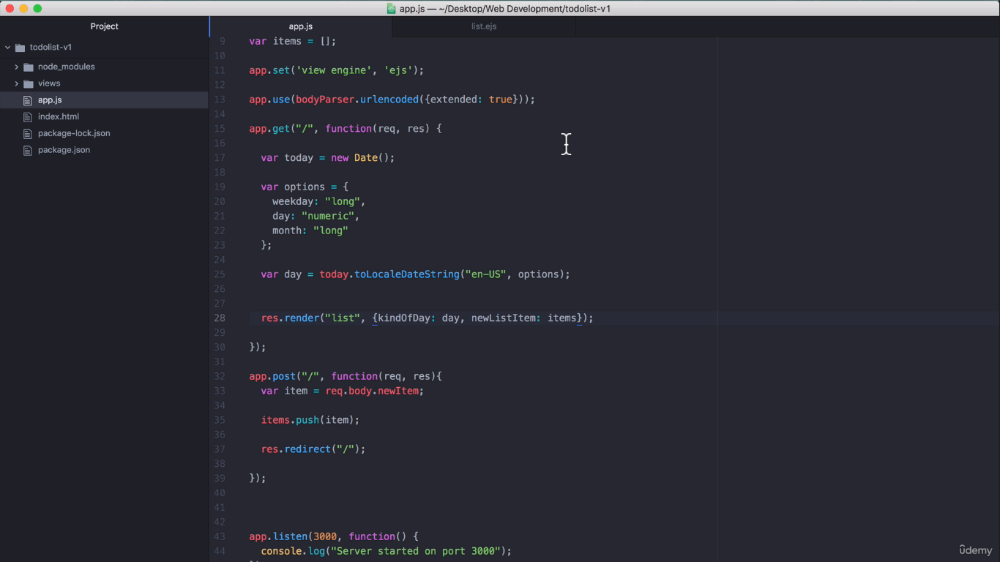 app.js — ~/Desktop/Web Development/todolist-v1
Project
app.js
list.ejs
todolist-v1
node_modules
views
app.js
index.html
package-lock.json
package.json
9 var items = [];
10
11 app.set('view engine', 'ejs');
12
13 app.use(bodyParser.urlencoded({extended: true}));
14
15 app.get("/", function(req, res) {
16
17   var today = new Date();
18
19   var options = {
20     weekday: "long",
21     day: "numeric",
22     month: "long"
23   };
24
25   var day = today.toLocaleDateString("en-US", options);
26
27
28   res.render("list", {kindOfDay: day, newListItem: items});
29
30 });
31
32 app.post("/", function(req, res){
33   var item = req.body.newItem;
34
35   items.push(item);
36
37   res.redirect("/");
38
39 });
40
41
42
43 app.listen(3000, function() {
44   console.log("Server started on port 3000");
ûdemy